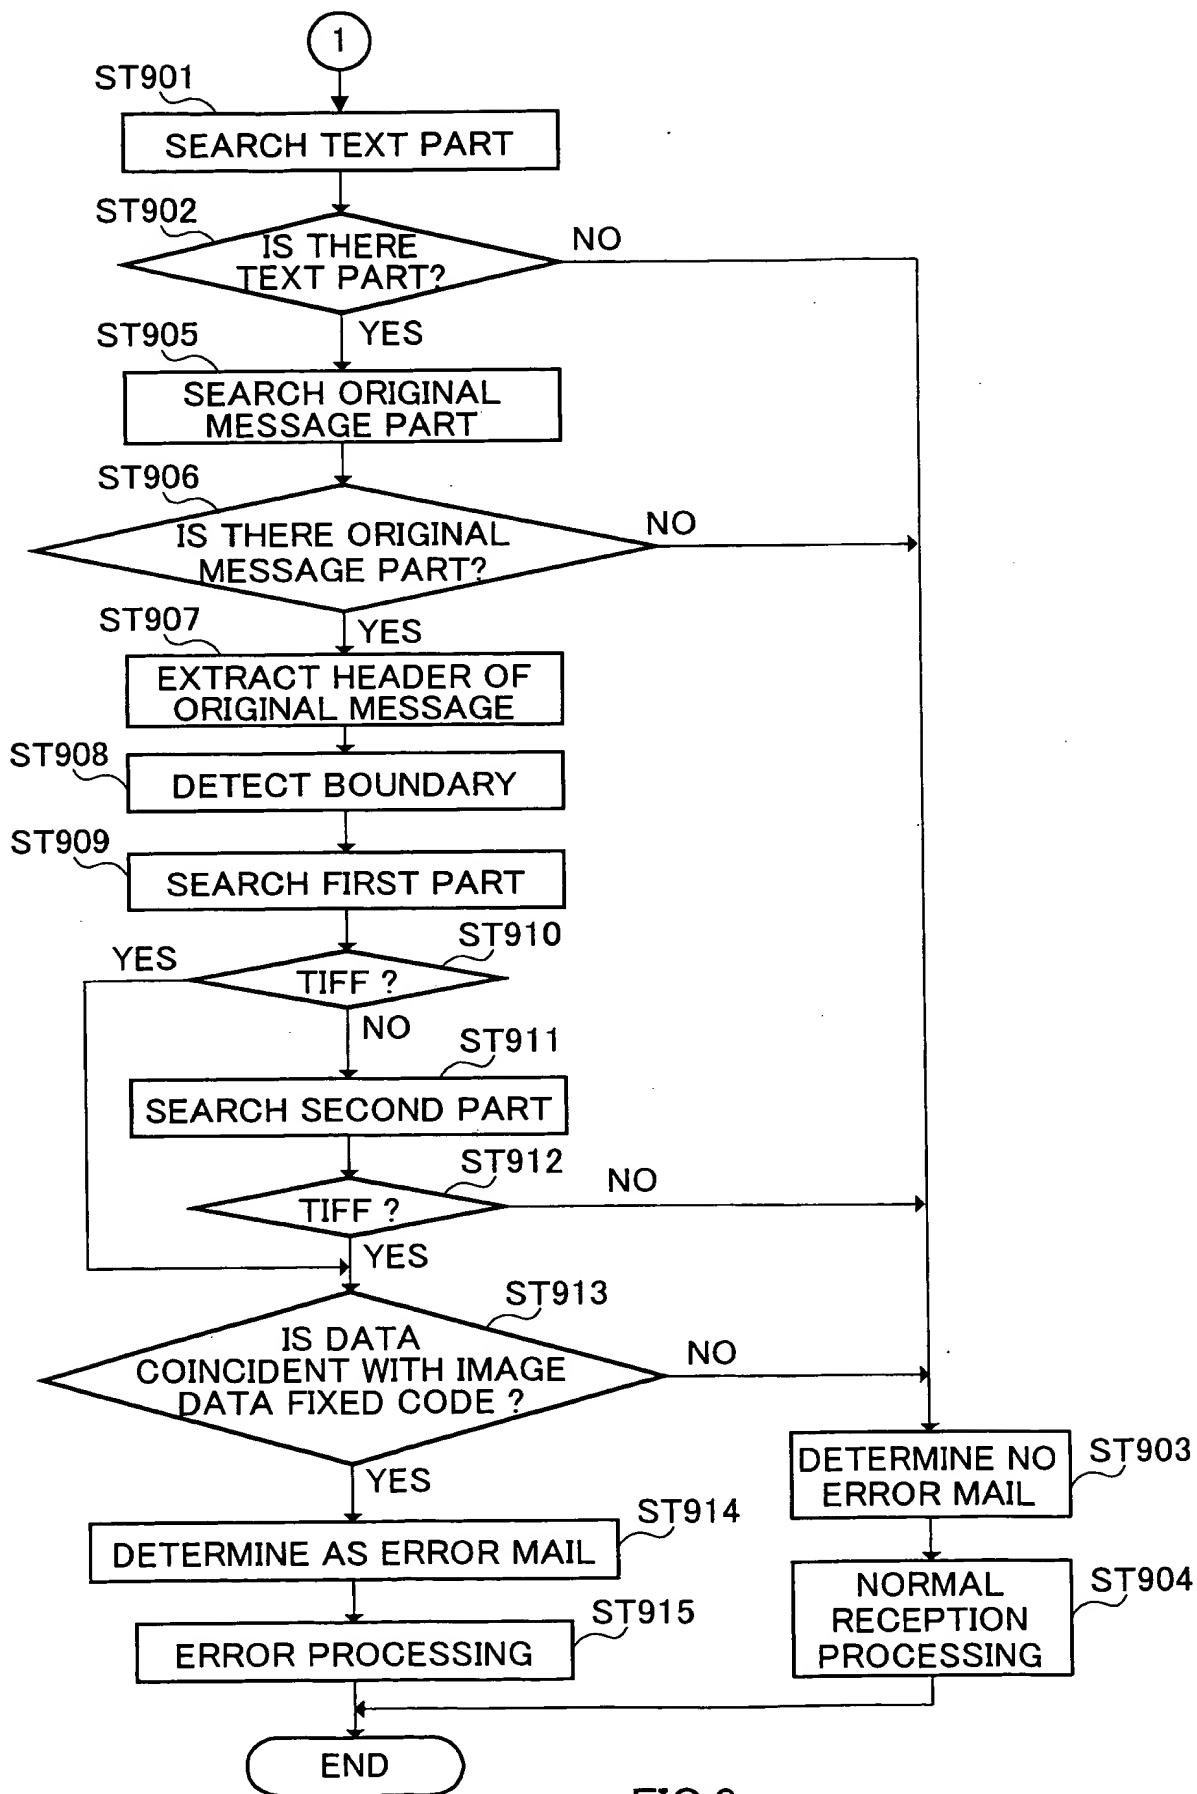 1
ST901
SEARCH TEXT PART
ST902
IS THERE
TEXT PART?
NO
YES
ST905
SEARCH ORIGINAL
MESSAGE PART
ST906
IS THERE ORIGINAL
MESSAGE PART?
NO
YES
ST907
EXTRACT HEADER OF
ORIGINAL MESSAGE
ST908
DETECT BOUNDARY
ST909
SEARCH FIRST PART
ST910
YES
TIFF ?
NO
ST911
SEARCH SECOND PART
ST912
TIFF ?
NO
YES
ST913
IS DATA
COINCIDENT WITH IMAGE
DATA FIXED CODE ?
NO
YES
DETERMINE NO
ERROR MAIL
ST903
ST914
DETERMINE AS ERROR MAIL
NORMAL
RECEPTION
PROCESSING
ST904
ST915
ERROR PROCESSING
END